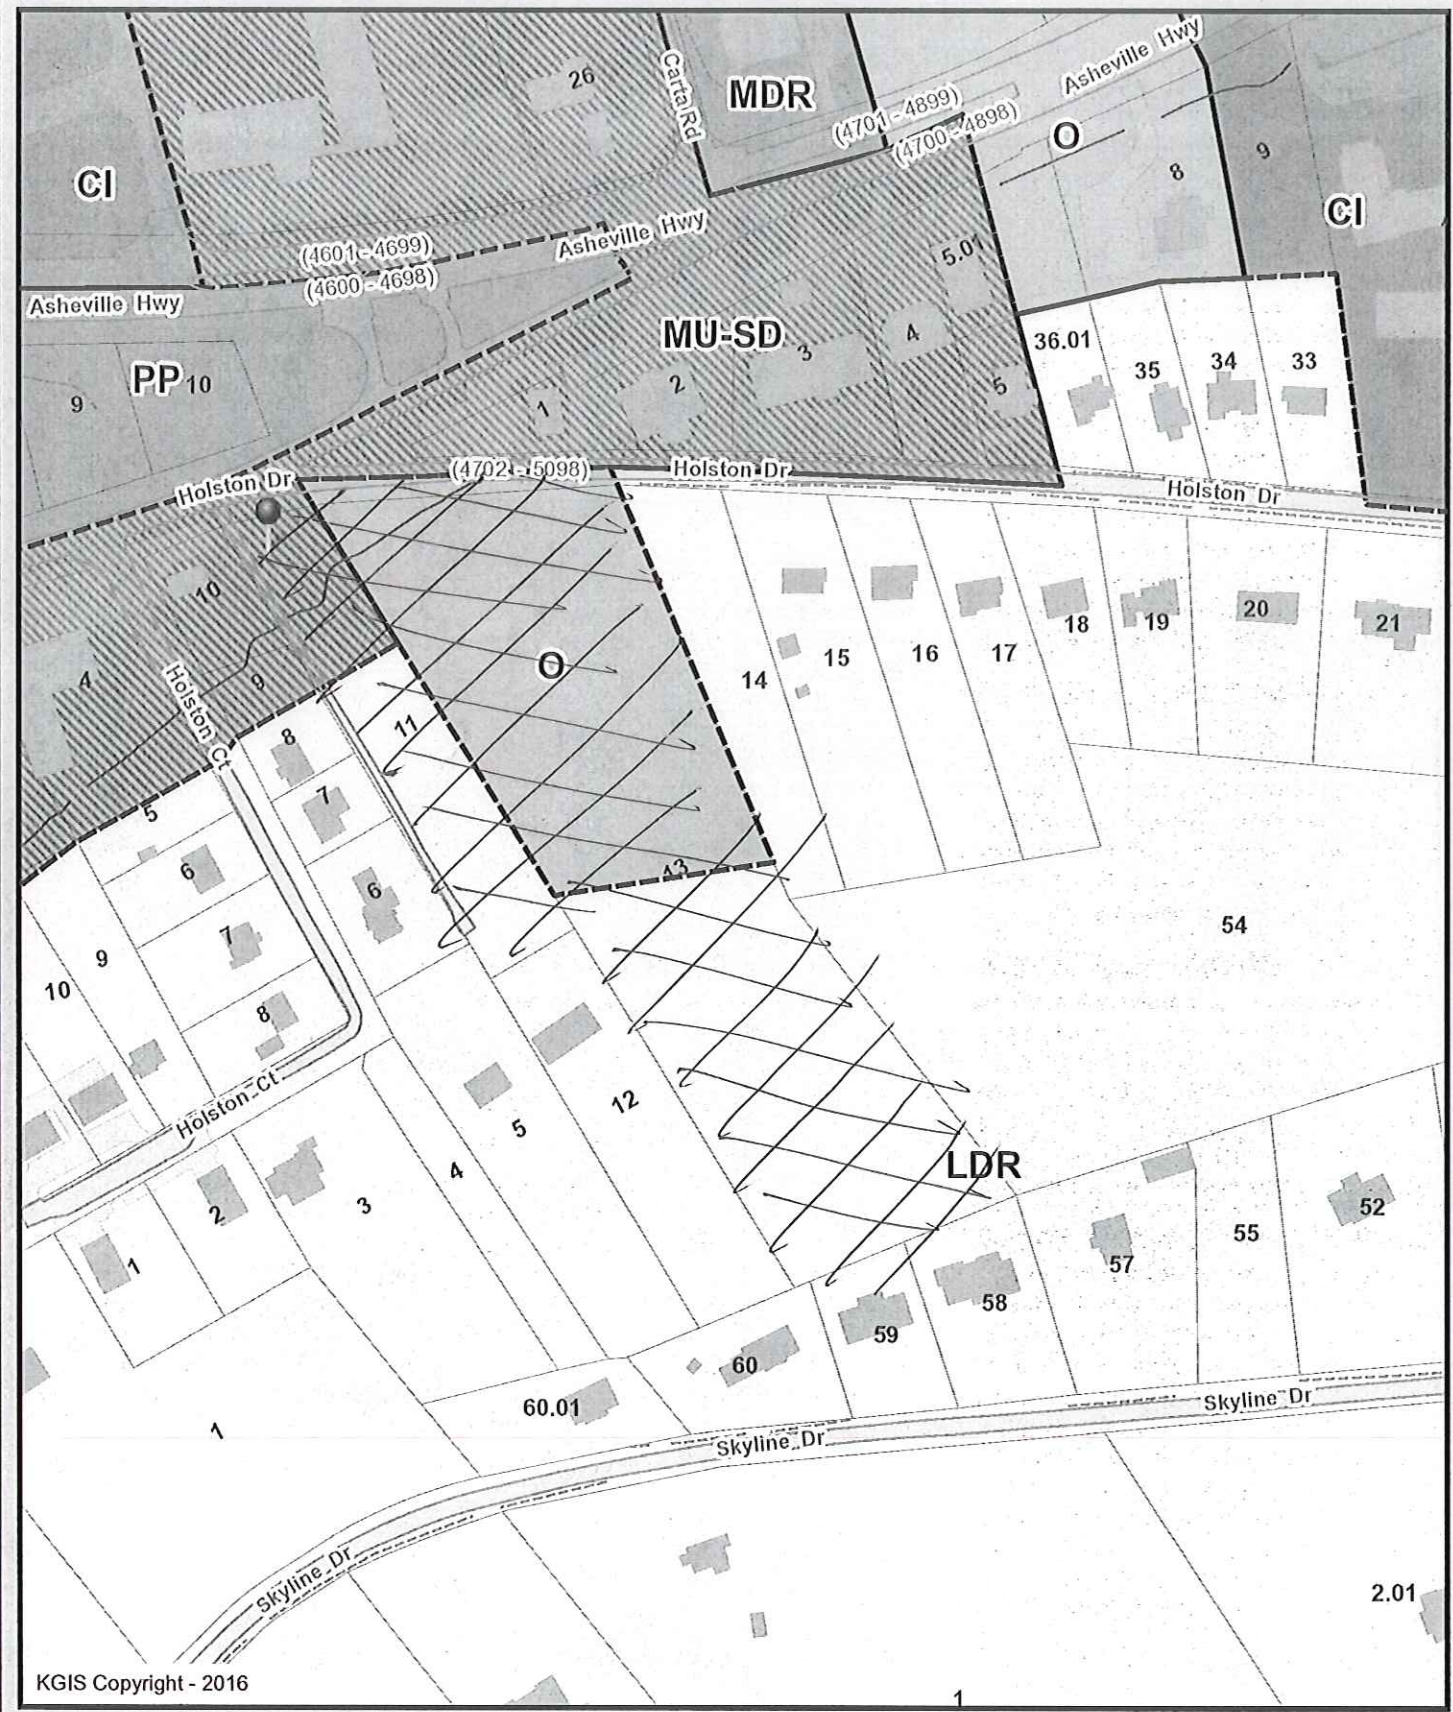 26
Carta Rd
MDR
(4701 - 4899)
(4700 - 4898)
Asheville Hwy
O
8
9
CI
CI
(4601 - 4699)
(4600 - 4698)
Asheville Hwy
Asheville Hwy
5.01
MU-SD
PP
10
9
1
2
3
4
5
36.01
35
34
33
Holston Dr
(4702 - 5098)
Holston Dr
Holston Dr
10
4
9
Holston Ct
O
11
14
15
16
17
18
19
20
21
8
7
6
5
6
7
8
9
10
13
54
Holston Ct
12
5
4
3
2
1
LDR
57
55
52
58
59
60
60.01
1
Skyline Dr
Skyline Dr
Skyline Dr
2.01
1
KGIS Copyright - 2016